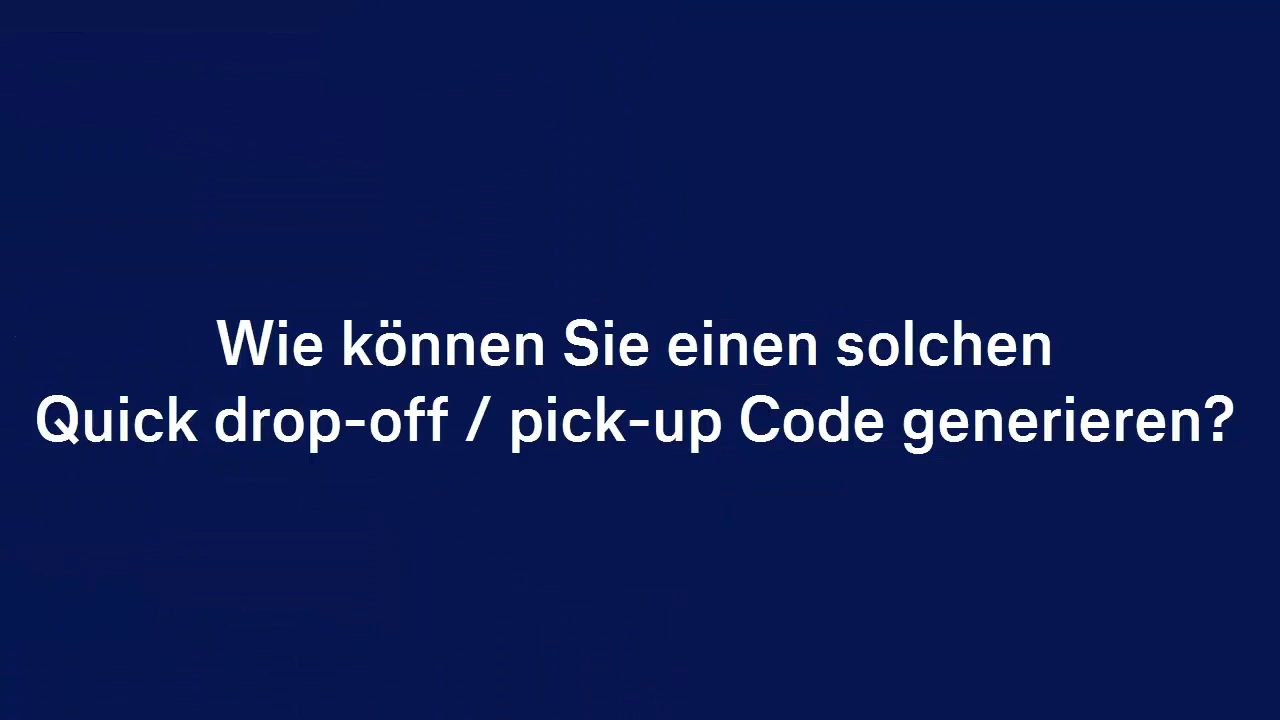 Wie können Sie einen solchen
Quick drop-off / pick-up Code generieren?